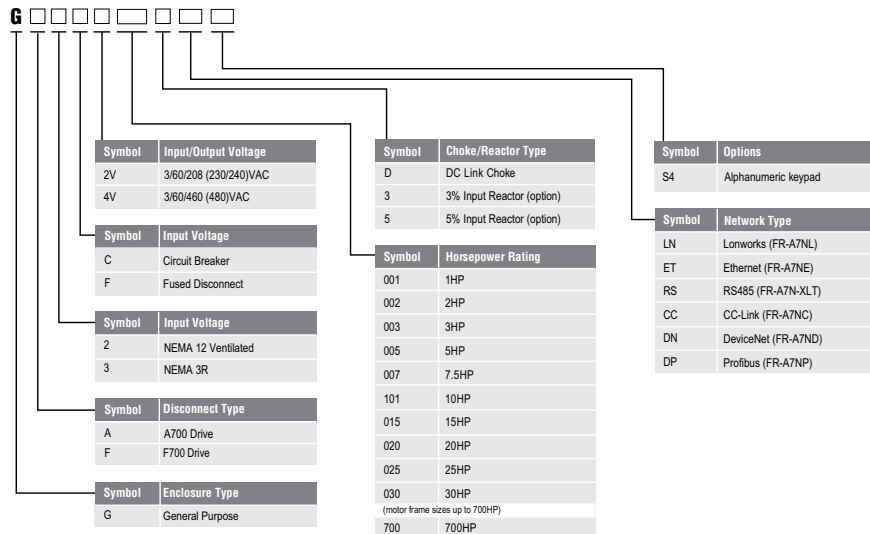 G
Symbol Input/Output Voltage
2V 3/60/208 (230/240)VAC
4V 3/60/460 (480)VAC
Symbol Input Voltage
C Circuit Breaker
F Fused Disconnect
Symbol Input Voltage
2 NEMA 12 Ventilated
3 NEMA 3R
Symbol Disconnect Type
A A700 Drive
F F700 Drive
Symbol Enclosure Type
G General Purpose
Symbol Choke/Reactor Type
D DC Link Choke
3 3% Input Reactor (option)
5 5% Input Reactor (option)
Symbol Horsepower Rating
001 1HP
002 2HP
003 3HP
005 5HP
007 7.5HP
101 10HP
015 15HP
020 20HP
025 25HP
030 30HP
(motor frame sizes up to 700HP)
700 700HP
Symbol Options
S4 Alphanumeric keypad
Symbol Network Type
LN Lonworks (FR-A7NL)
ET Ethernet (FR-A7NE)
RS RS485 (FR-A7N-XLT)
CC CC-Link (FR-A7NC)
DN DeviceNet (FR-A7ND)
DP Profibus (FR-A7NP)